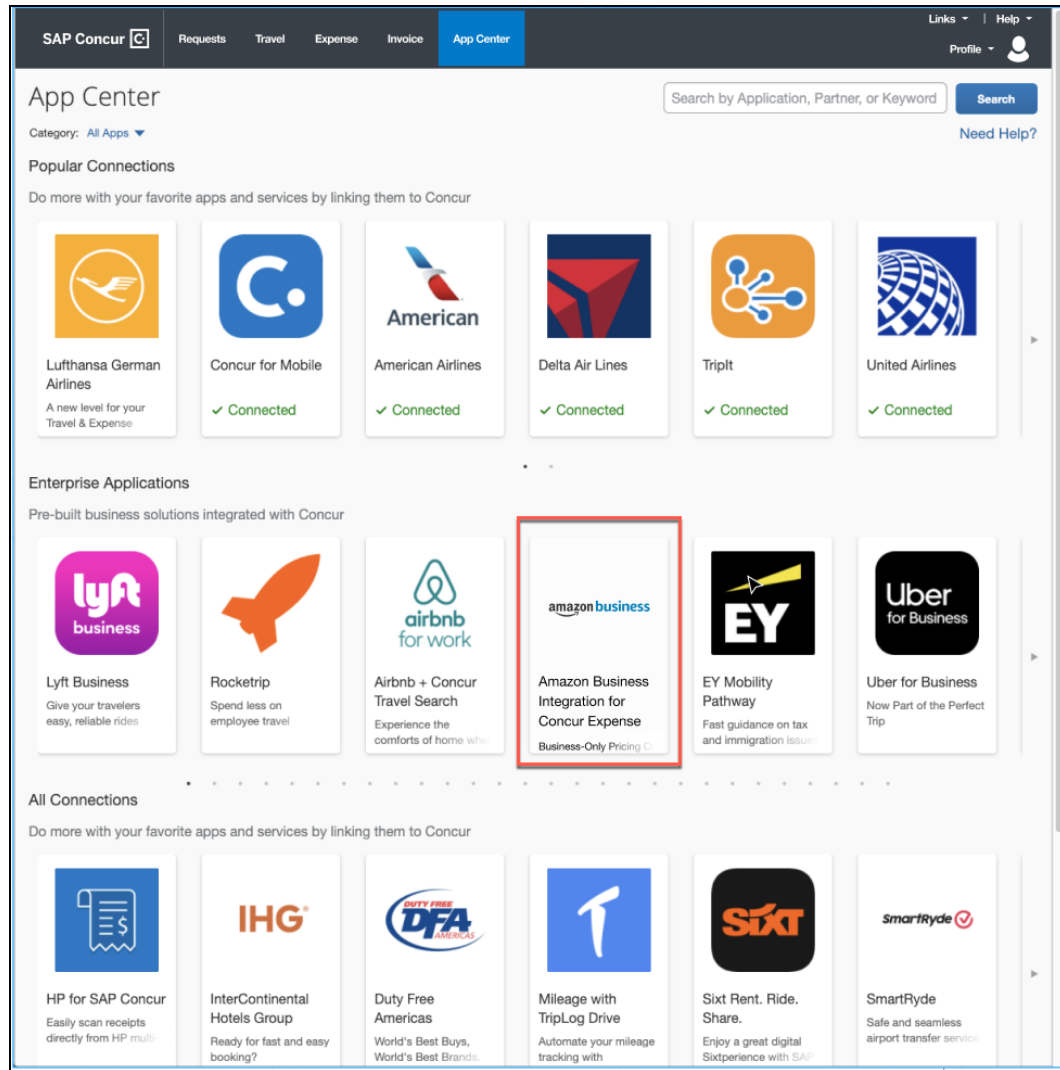 Links | Help
SAP Concur C Requests Travel Expense Invoice App Center
Profile
App Center
Search by Application, Partner, or Keyword
Search
Category: All Apps
Need Help?
Popular Connections
Do more with your favorite apps and services by linking them to Concur
C.
American
Lufthansa German
Airlines
A new level for your
Travel & Expense
Concur for Mobile
✓ Connected
American Airlines
✓ Connected
Delta Air Lines
✓ Connected
TripIt
✓ Connected
United Airlines
✓ Connected
Enterprise Applications
Pre-built business solutions integrated with Concur
lyft
business
Lyft Business
Give your travelers
easy, reliable rides
Rocketrip
Spend less on
employee travel
airbnb
for work
Airbnb + Concur
Travel Search
Experience the
comforts of home
amazon business
Amazon Business
Integration for
Concur Expense
Business-Only Pricing
EY
EY Mobility
Pathway
Fast guidance on tax
and immigration issue
Uber
for Business
Uber for Business
Now Part of the Perfect
Trip
All Connections
Do more with your favorite apps and services by linking them to Concur
HP for SAP Concur
Easily scan receipts
directly from HP multi-
IHG
InterContinental
Hotels Group
Ready for fast and easy
booking?
DUTY FREE
DFA
AMERICAS
Duty Free
Americas
World's Best Buys,
World's Best Brands.
Mileage with
TripLog Drive
Automate your mileage
tracking with
SIXT
Sixt Rent. Ride.
Share.
Enjoy a great digital
Sixtperience with SAP
SmartRyde
SmartRyde
Safe and seamless
airport transfer service